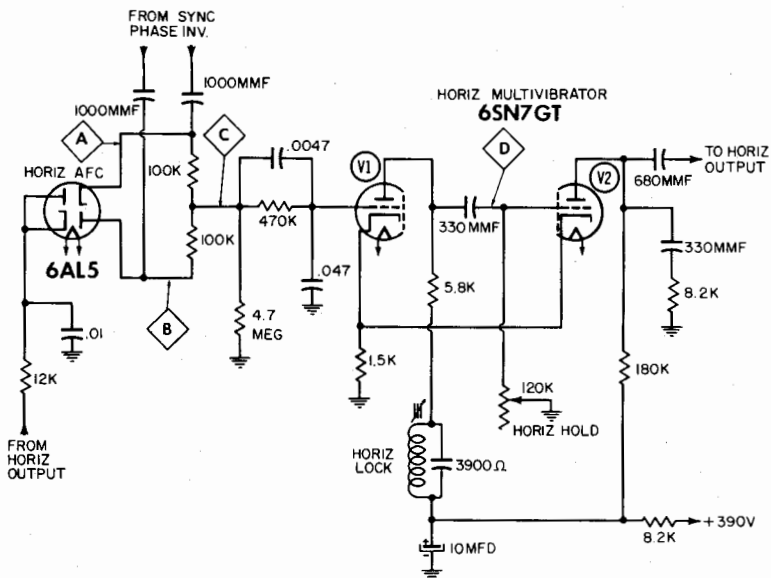 FROM SYNC
PHASE INV.
1000MMF
1000MMF
HORIZ MULTIVIBRATOR
6SN7GT
A
C
D
HORIZ AFC
100K
.0047
V1
V2
TO HORIZ
OUTPUT
680MMF
470K
330MMF
100K
330MMF
6AL5
.047
5.8K
8.2K
B
4.7
MEG
.01
1.5K
120K
180K
12K
HORIZ HOLD
FROM
HORIZ
OUTPUT
HORIZ
LOCK
3900Ω
+390V
8.2K
+
-
10MFD